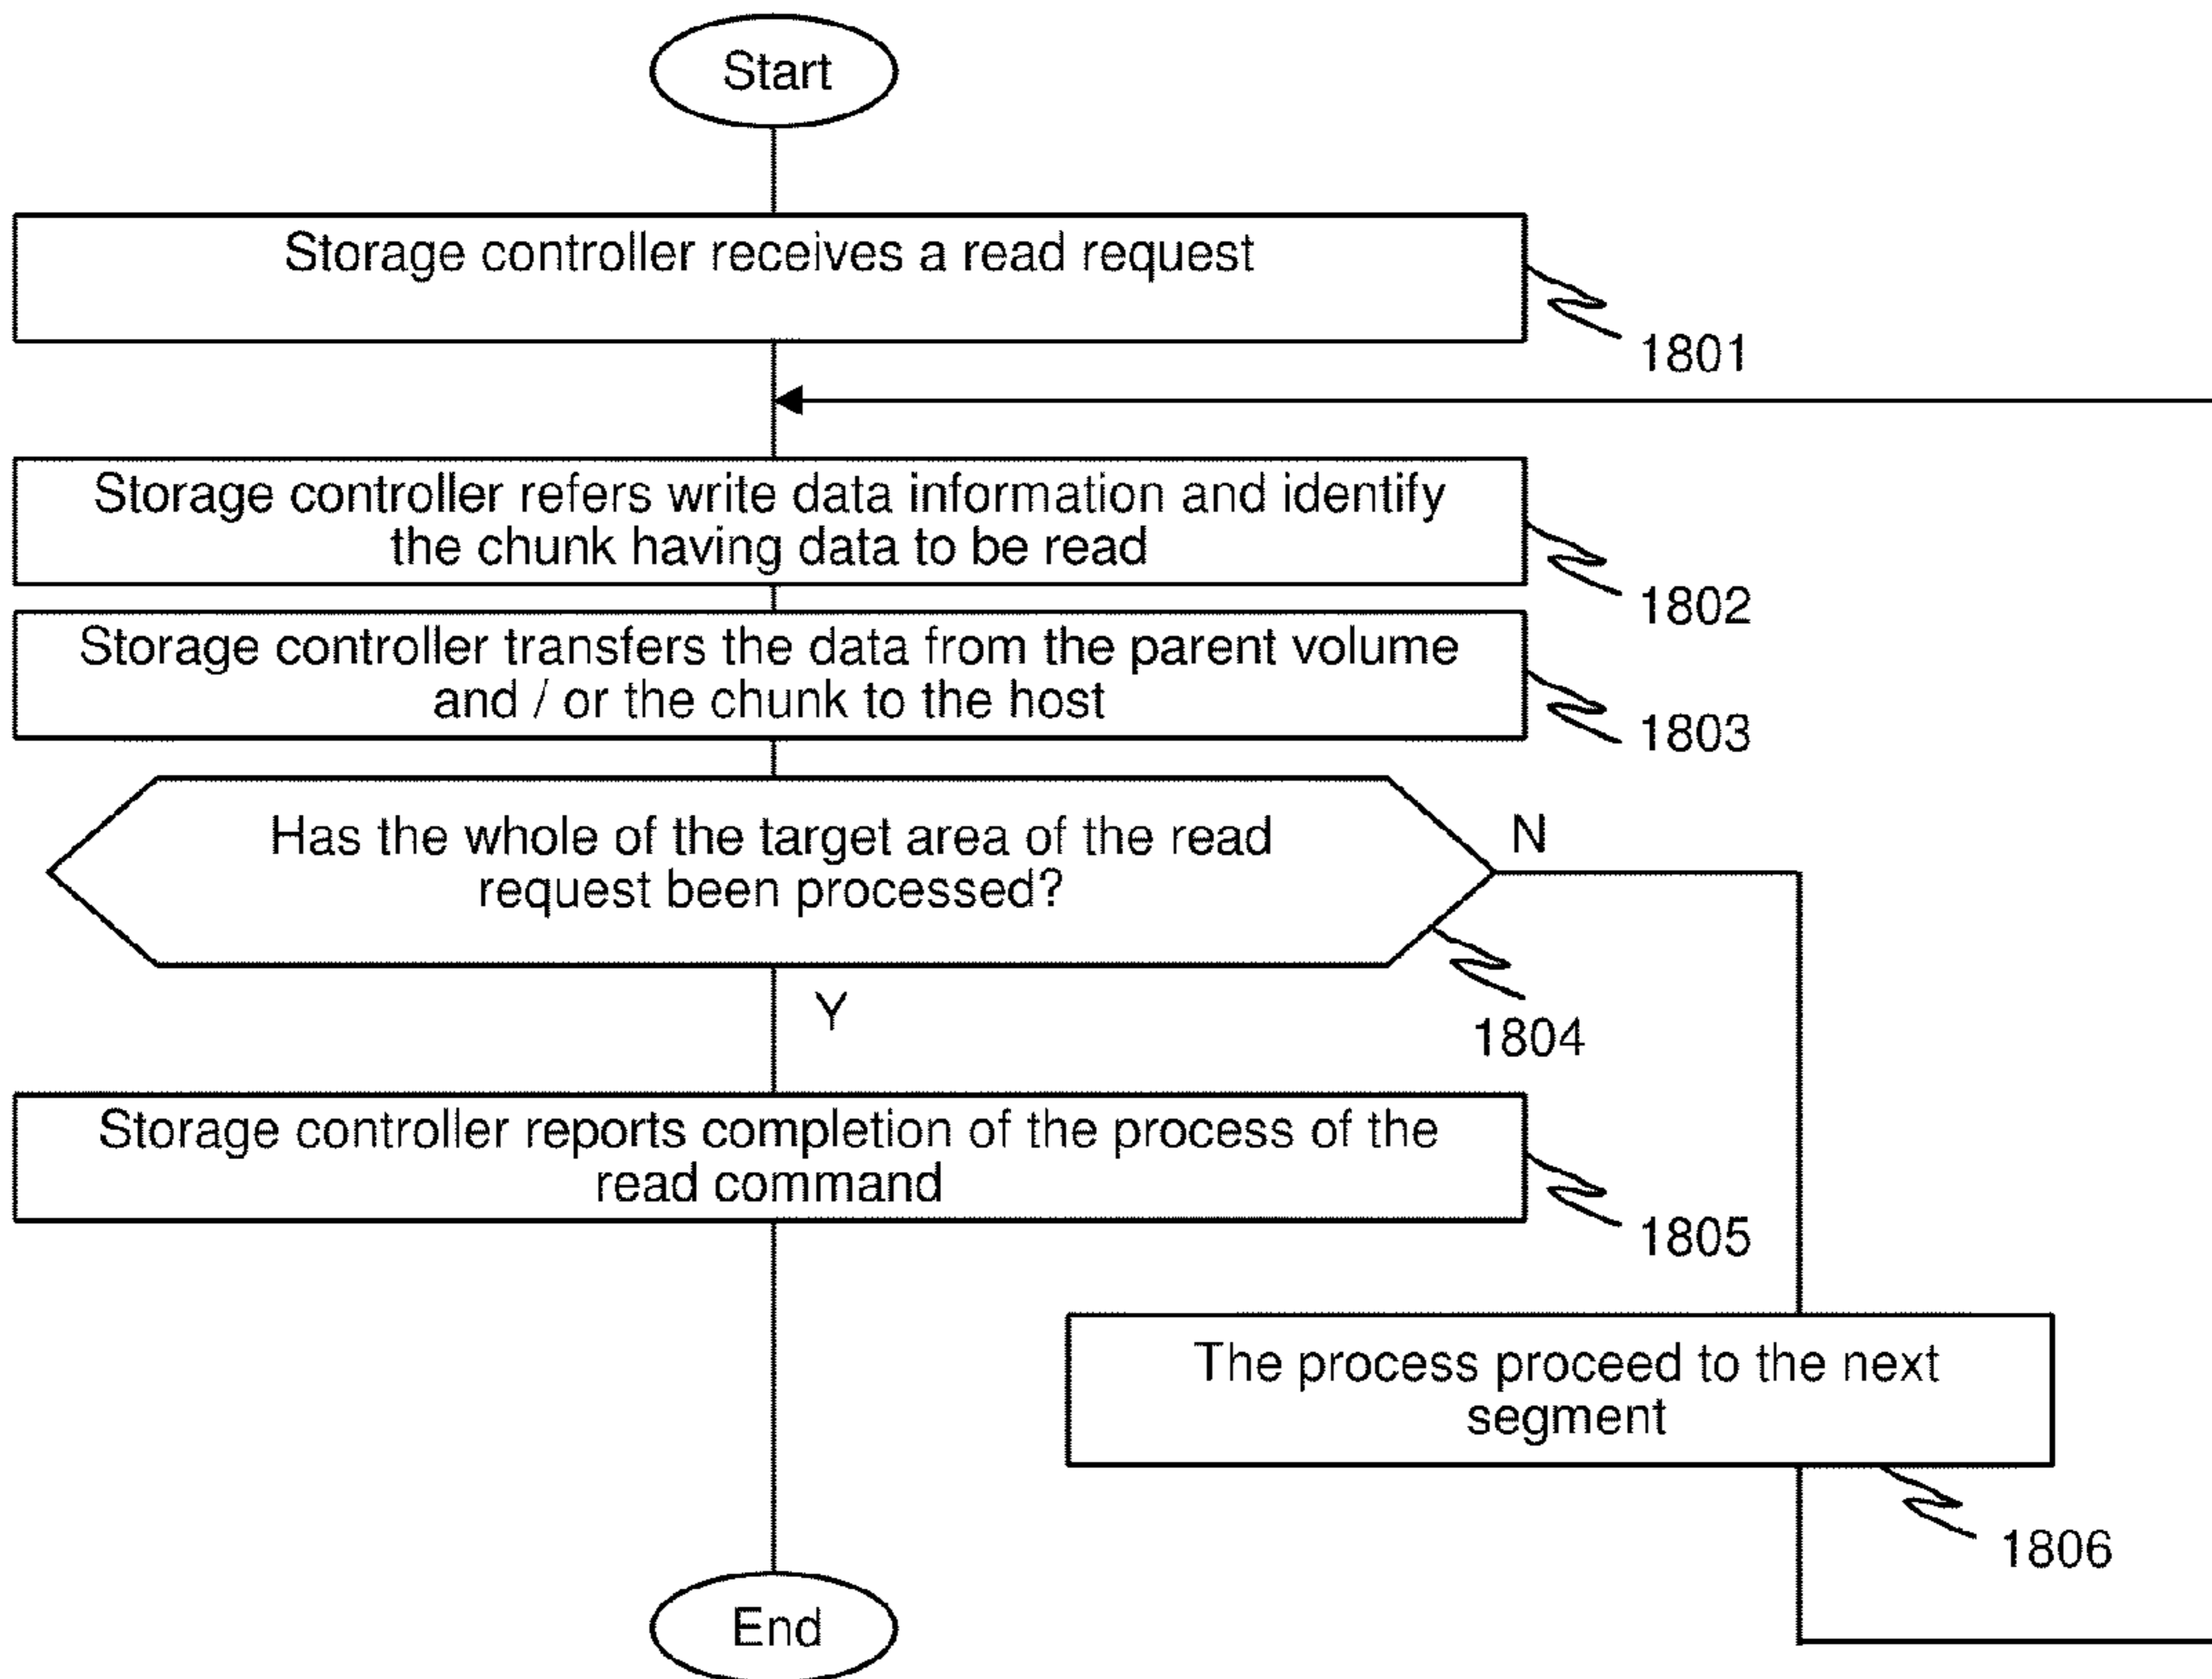 Start
Storage controller receives a read request
1801
Storage controller refers write data information and identify
the chunk having data to be read
1802
Storage controller transfers the data from the parent volume
and / or the chunk to the host
1803
Has the whole of the target area of the read
request been processed?
N
Y
1804
Storage controller reports completion of the process of the
read command
1805
The process proceed to the next
segment
1806
End